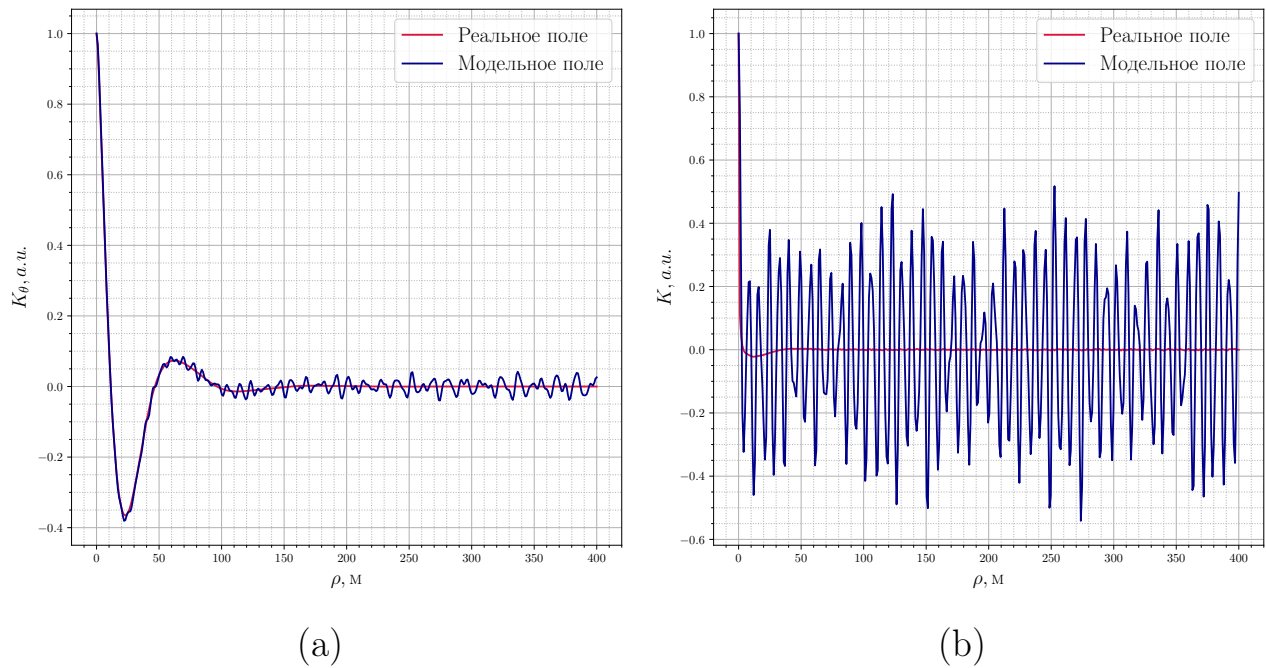 Реальное поле
Модельное поле
1.0
0.8
0.6
0.4
0.2
0.0
−0.2
−0.4
K_θ, a.u.
0 50 100 150 200 250 300 350 400
ρ, м
(a)
Реальное поле
Модельное поле
1.0
0.8
0.6
0.4
0.2
0.0
−0.2
−0.4
−0.6
K, a.u.
0 50 100 150 200 250 300 350 400
ρ, м
(b)